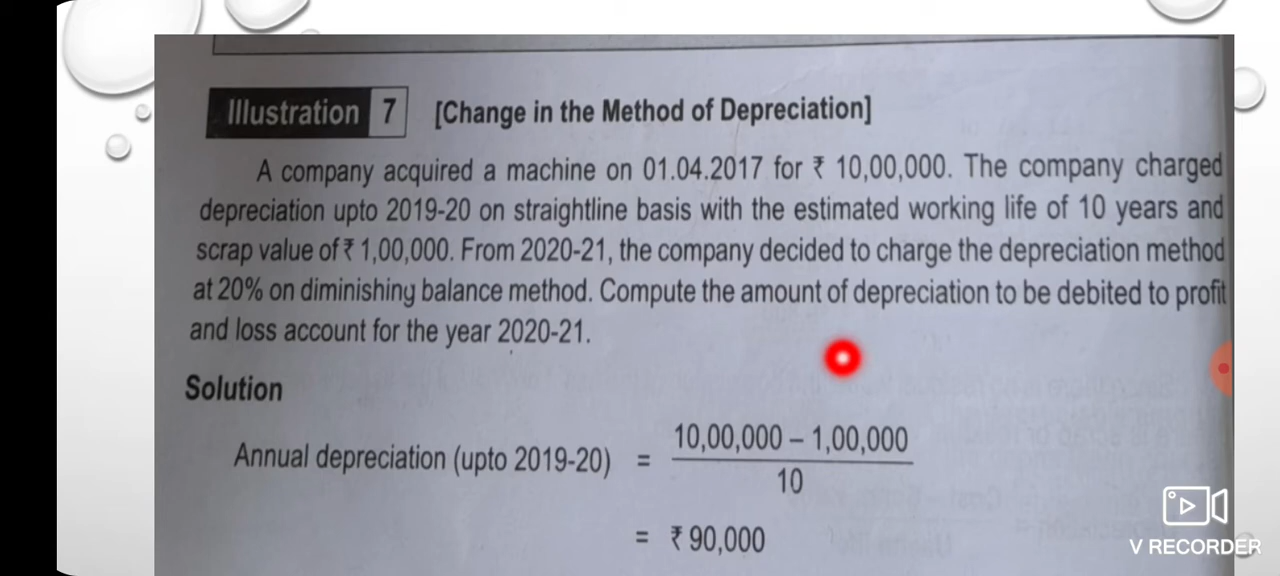 Illustration 7 [Change in the Method of Depreciation]
A company acquired a machine on 01.04.2017 for ₹ 10,00,000. The company charged
depreciation upto 2019-20 on straightline basis with the estimated working life of 10 years and
scrap value of ₹ 1,00,000. From 2020-21, the company decided to charge the depreciation method
at 20% on diminishing balance method. Compute the amount of depreciation to be debited to profit
and loss account for the year 2020-21.
Solution
Annual depreciation (upto 2019-20) = 10,00,000 – 1,00,000
10
= ₹ 90,000
V RECORDER